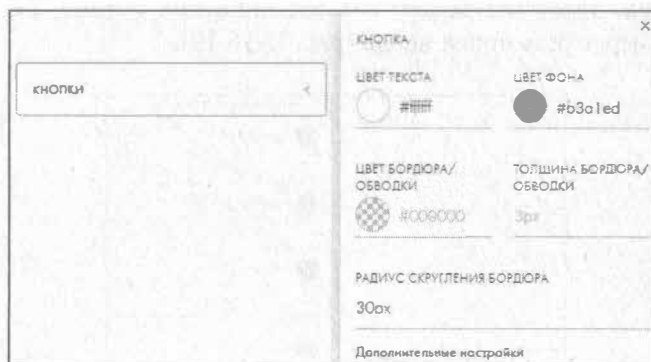 ×
КНОПКИ
КНОПКА
ЦВЕТ ТЕКСТА
ЦВЕТ ФОНА
#ffffff
#b3a1ed
ЦВЕТ БОРДЮРА/
ОБВОДКИ
ТОЛЩИНА БОРДЮРА/
ОБВОДКИ
#000000
3px
РАДИУС СКРУГЛЕНИЯ БОРДЮРА
30px
Дополнительные настройки